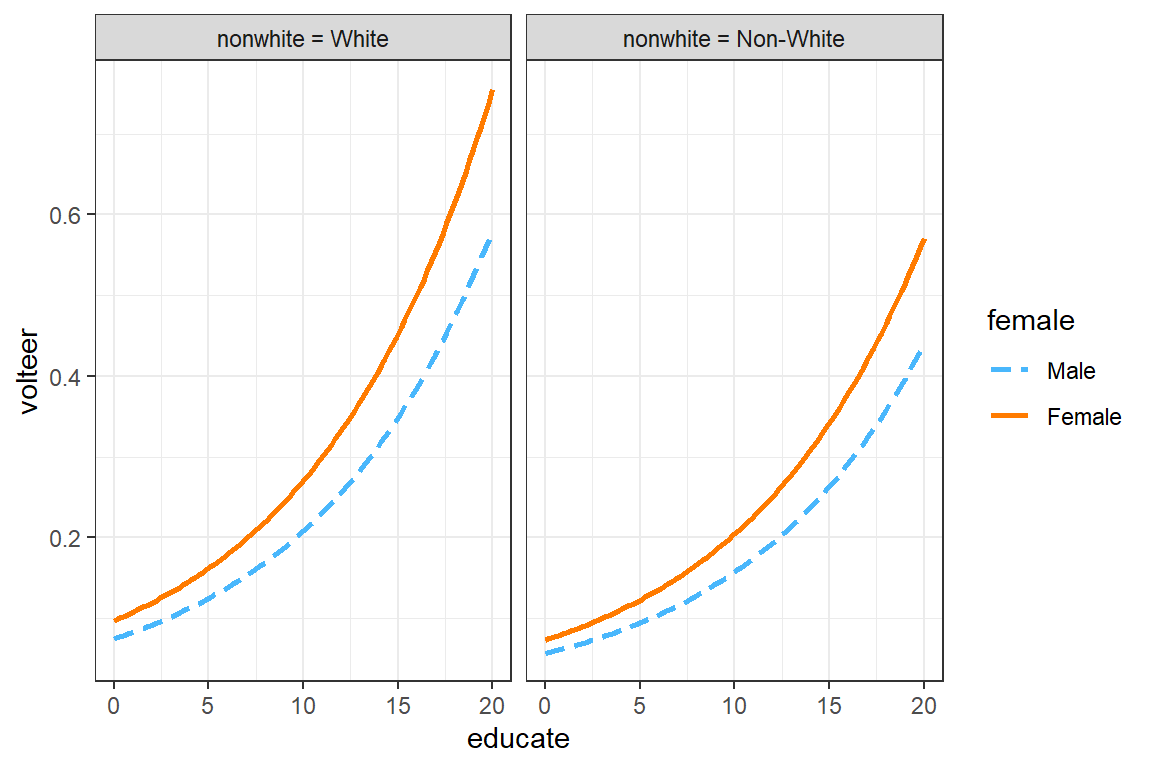 nonwhite = White
nonwhite = Non-White
0.6
0.4
0.2
volteer
0 5 10 15 20
0 5 10 15 20
educate
female
Male
Female